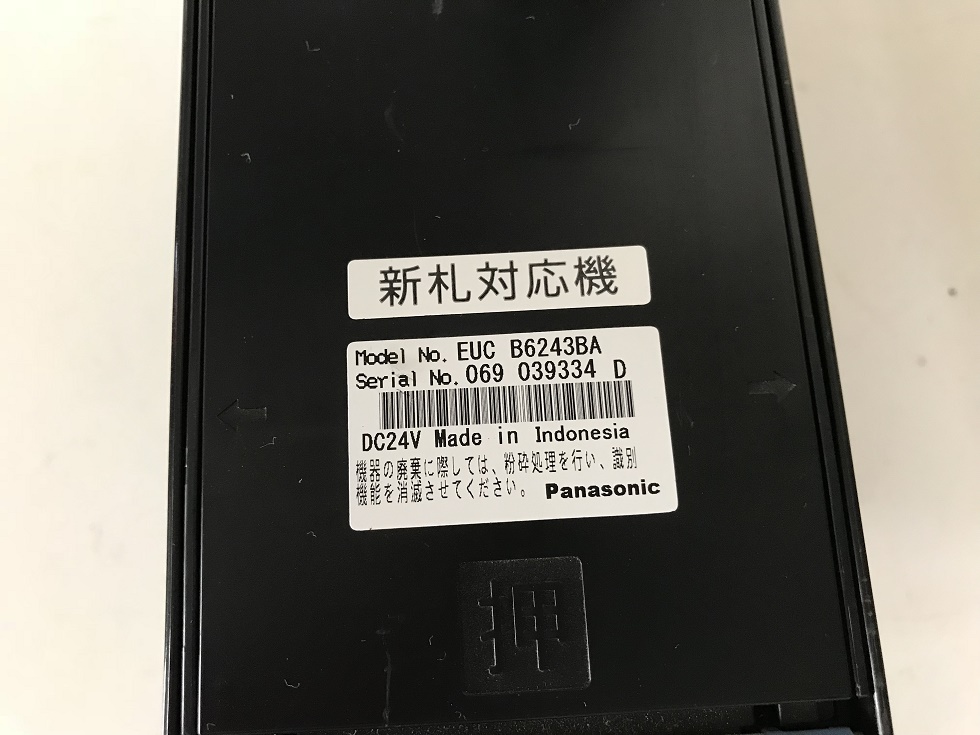 新札対応機
Model No. EUC B6243BA
Serial No. 069 039334 D
DC24V Made in Indonesia
機器の廃棄に際しては、粉砕処理を行い、識別
機能を消滅させてください。 Panasonic
押